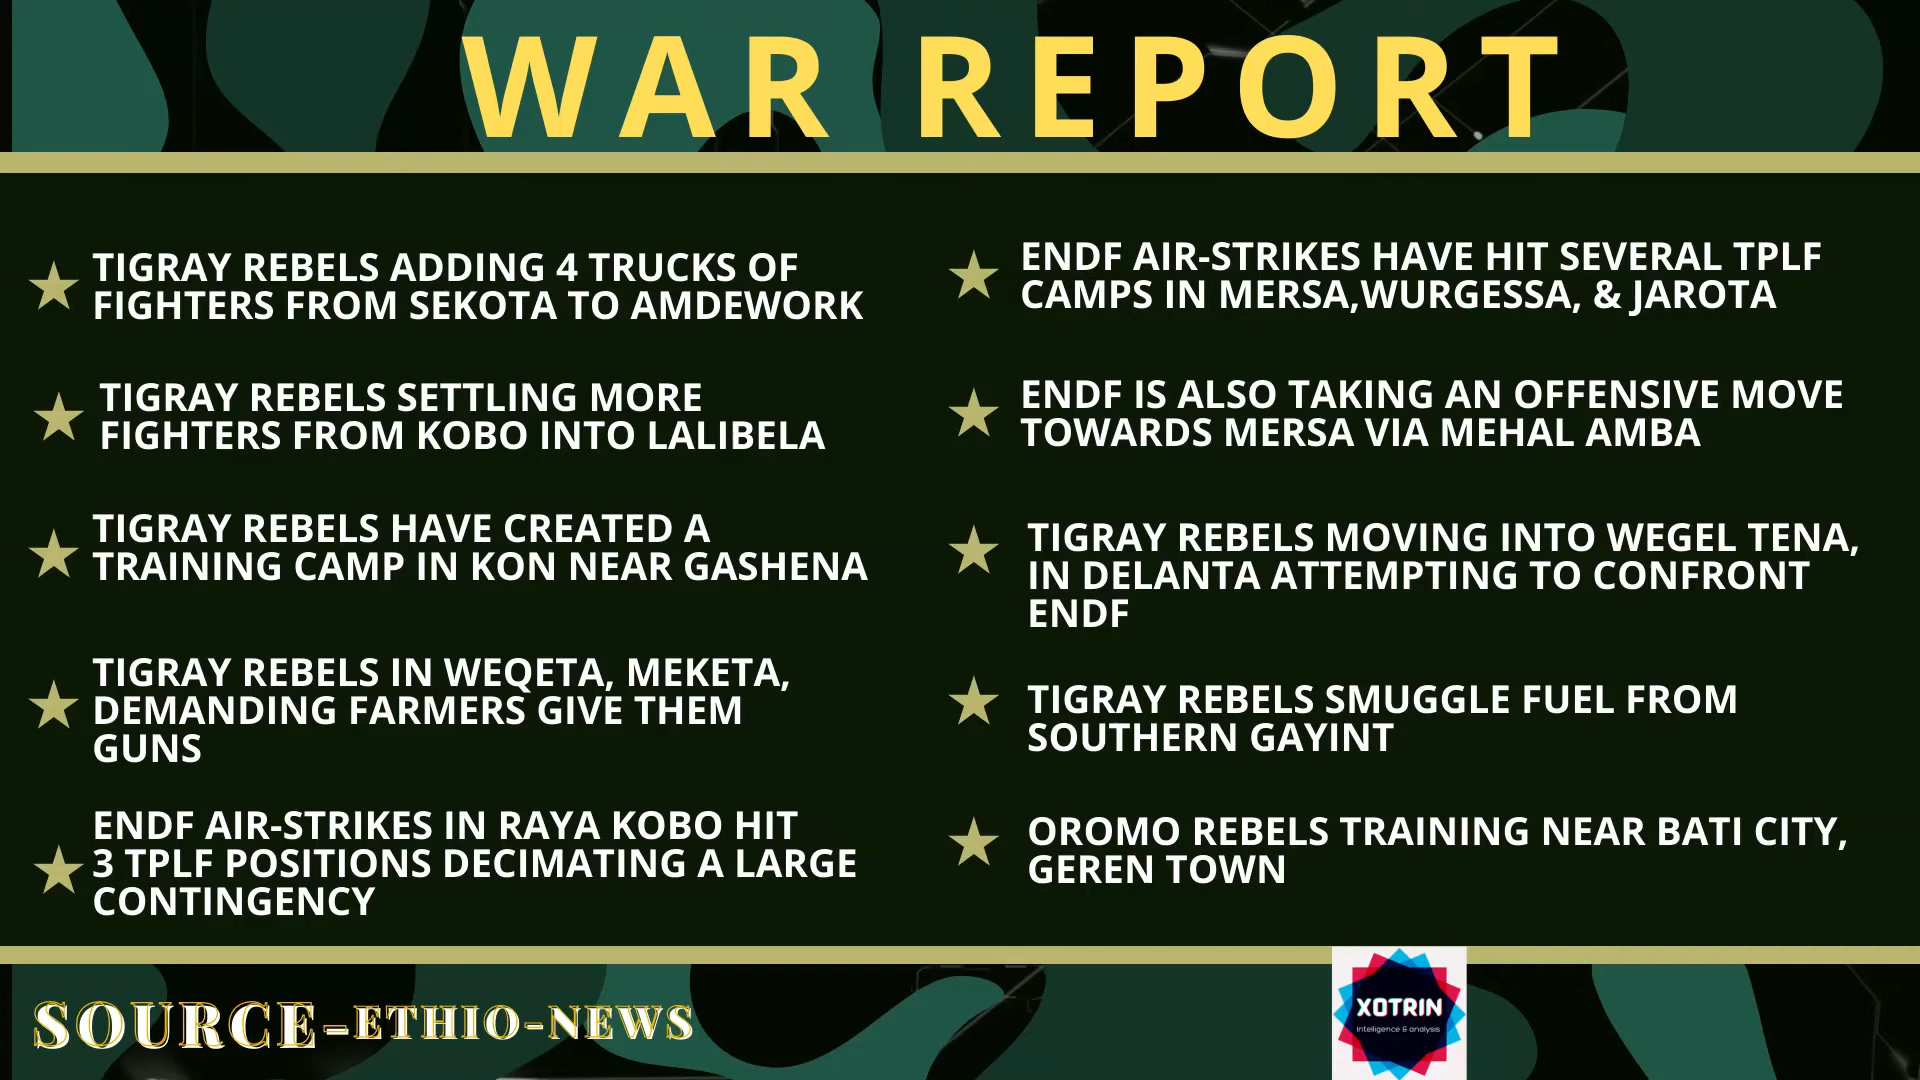 WAR REPORT
TIGRAY REBELS ADDING 4 TRUCKS OF
FIGHTERS FROM SEKOTA TO AMDEWORK
TIGRAY REBELS SETTLING MORE
FIGHTERS FROM KOBO INTO LALIBELA
TIGRAY REBELS HAVE CREATED A
TRAINING CAMP IN KON NEAR GASHENA
TIGRAY REBELS IN WEQETA, MEKETA,
DEMANDING FARMERS GIVE THEM
GUNS
ENDF AIR-STRIKES IN RAYA KOBO HIT
3 TPLF POSITIONS DECIMATING A LARGE
CONTINGENCY
ENDF AIR-STRIKES HAVE HIT SEVERAL TPLF
CAMPS IN MERSA,WURGESSA, & JAROTA
ENDF IS ALSO TAKING AN OFFENSIVE MOVE
TOWARDS MERSA VIA MEHAL AMBA
TIGRAY REBELS MOVING INTO WEGEL TENA,
IN DELANTA ATTEMPTING TO CONFRONT
ENDF
TIGRAY REBELS SMUGGLE FUEL FROM
SOUTHERN GAYINT
OROMO REBELS TRAINING NEAR BATI CITY,
GEREN TOWN
SOURCE-ETHIO-NEWS
XOTRIN
Intelligence & analysis